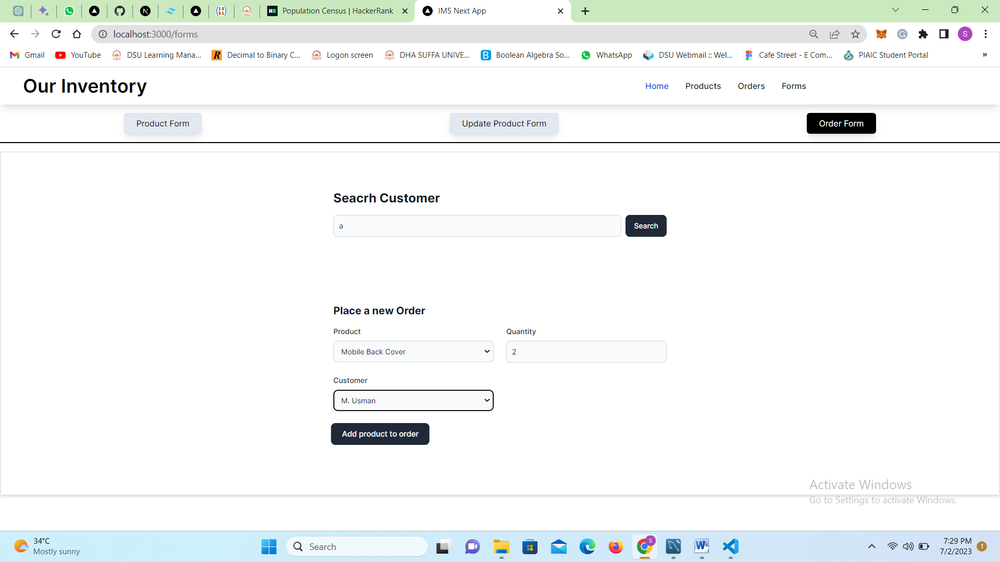 Population Census | HackerRank
IMS Next App
localhost:3000/forms
S
Gmail
YouTube
DSU Learning Mana...
Decimal to Binary C...
Logon screen
DHA SUFFA UNIVE...
Boolean Algebra So...
WhatsApp
DSU Webmail :: Wel...
Cafe Street - E Com...
PIAIC Student Portal
»
Our Inventory
Home
Products
Orders
Forms
Product Form
Update Product Form
Order Form
Seacrh Customer
a
Search
Place a new Order
Product
Quantity
Mobile Back Cover
2
Customer
M. Usman
Add product to order
Activate Windows
Go to Settings to activate Windows.
34°C
Mostly sunny
Search
S
7:29 PM
7/2/2023
1